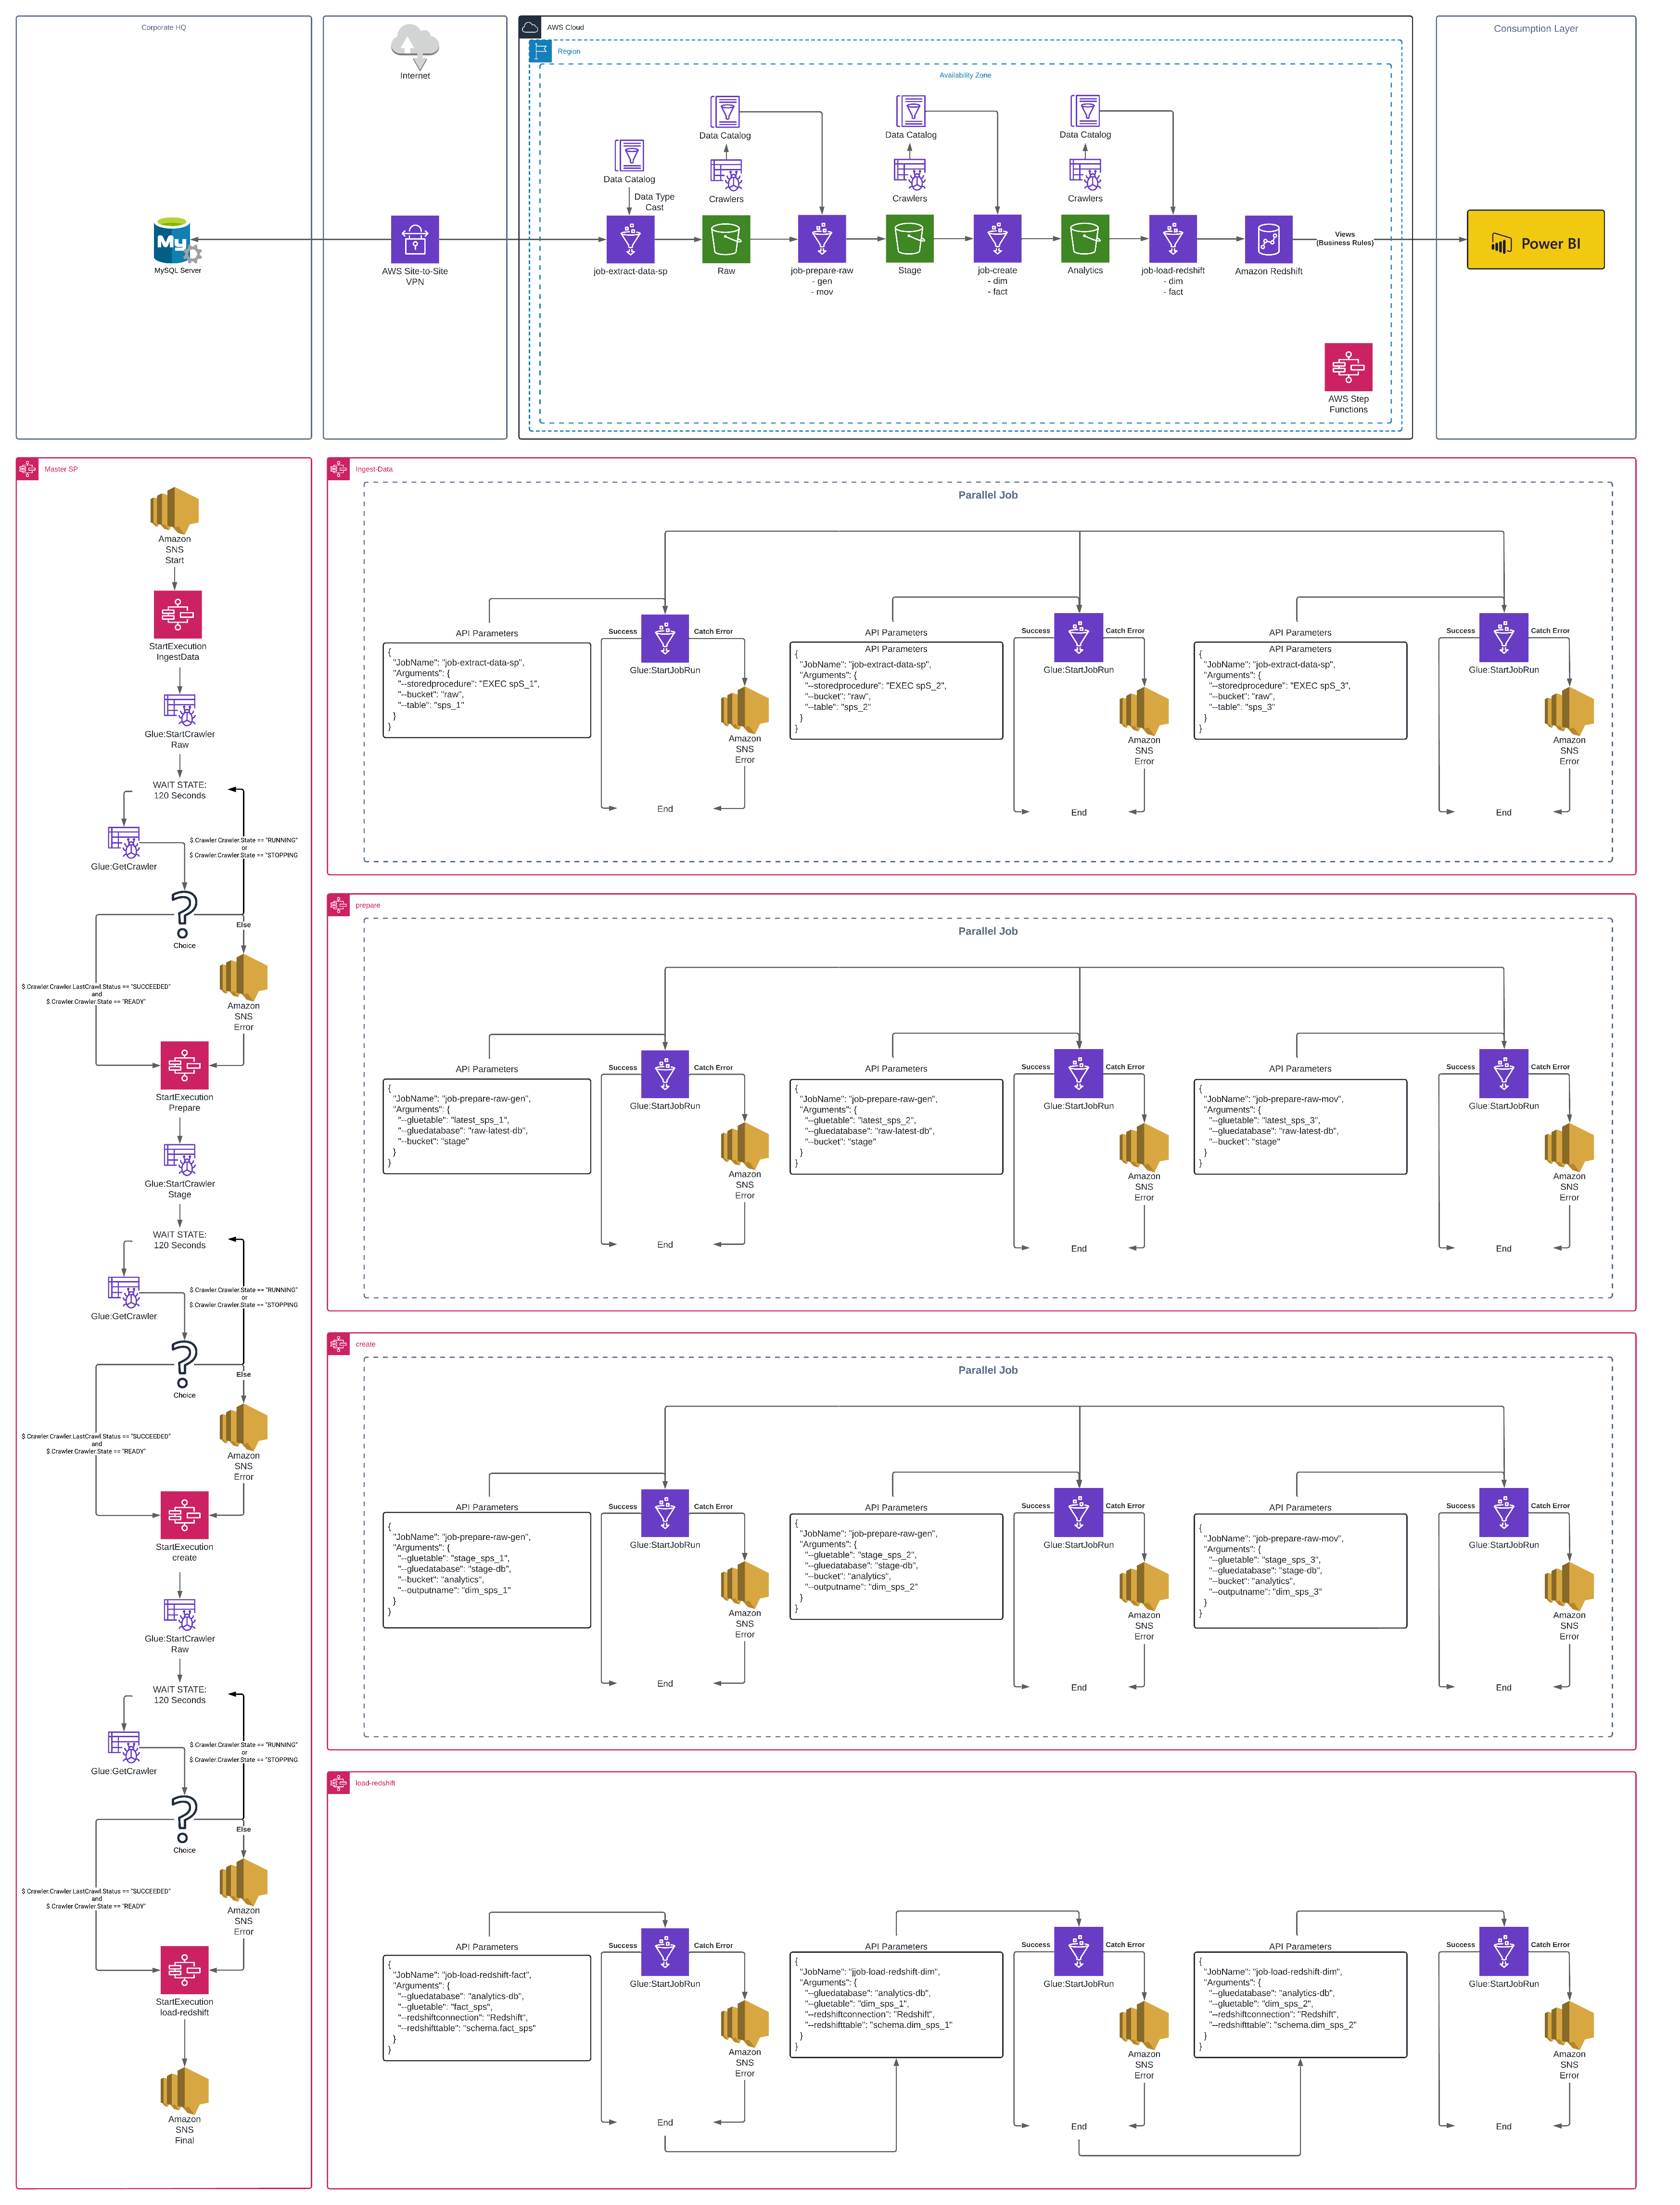 Corporate HQ
Internet
AWS Cloud
Region
Availability Zone
Consumption Layer
Data Catalog
Data Catalog
Data Catalog
Data Catalog
Crawlers
Crawlers
Crawlers
Data Type
Cast
My
MySQL Server
AWS Site-to-Site
VPN
job-extract-data-sp
Raw
job-prepare-raw
- gen
- mov
Stage
job-create
- dim
- fact
Analytics
job-load-redshift
- dim
- fact
Amazon Redshift
Views
(Business Rules)
Power BI
AWS Step
Functions
Master SP
Amazon
SNS
Start
StartExecution
IngestData
Glue:StartCrawler
Raw
WAIT STATE:
120 Seconds
$.Crawler.Crawler.State == "RUNNING"
or
$.Crawler.Crawler.State == "STOPPING
Glue:GetCrawler
Choice
Else
$.Crawler.Crawler.LastCrawl.Status == "SUCCEEDED"
and
$.Crawler.Crawler.State == "READY"
Amazon
SNS
Error
StartExecution
Prepare
Glue:StartCrawler
Stage
WAIT STATE:
120 Seconds
$.Crawler.Crawler.State == "RUNNING"
or
$.Crawler.Crawler.State == "STOPPING
Glue:GetCrawler
Choice
Else
$.Crawler.Crawler.LastCrawl.Status == "SUCCEEDED"
and
$.Crawler.Crawler.State == "READY"
Amazon
SNS
Error
StartExecution
create
Glue:StartCrawler
Raw
WAIT STATE:
120 Seconds
$.Crawler.Crawler.State == "RUNNING"
or
$.Crawler.Crawler.State == "STOPPING
Glue:GetCrawler
Choice
Else
$.Crawler.Crawler.LastCrawl.Status == "SUCCEEDED"
and
$.Crawler.Crawler.State == "READY"
Amazon
SNS
Error
StartExecution
load-redshift
Amazon
SNS
Final
Ingest-Data
Parallel Job
API Parameters
{
"JobName": "job-extract-data-sp",
"Arguments": {
"--storedprocedure": "EXEC spS_1",
"--bucket": "raw",
"--table": "sps_1"
}
}
Success
Catch Error
Glue:StartJobRun
Amazon
SNS
Error
End
API Parameters
API Parameters
{
"JobName": "job-extract-data-sp",
"Arguments": {
"--storedprocedure": "EXEC spS_2",
"--bucket": "raw",
"--table": "sps_2"
}
}
Success
Catch Error
Glue:StartJobRun
Amazon
SNS
Error
End
API Parameters
API Parameters
{
"JobName": "job-extract-data-sp",
"Arguments": {
"--storedprocedure": "EXEC spS_3",
"--bucket": "raw",
"--table": "sps_3"
}
}
Success
Catch Error
Glue:StartJobRun
Amazon
SNS
Error
End
prepare
Parallel Job
API Parameters
{
"JobName": "job-prepare-raw-gen",
"Arguments": {
"--gluetable": "latest_sps_1",
"--gluedatabase": "raw-latest-db",
"--bucket": "stage"
}
}
Success
Catch Error
Glue:StartJobRun
Amazon
SNS
Error
End
API Parameters
{
"JobName": "job-prepare-raw-gen",
"Arguments": {
"--gluetable": "latest_sps_2",
"--gluedatabase": "raw-latest-db",
"--bucket": "stage"
}
}
Success
Catch Error
Glue:StartJobRun
Amazon
SNS
Error
End
API Parameters
{
"JobName": "job-prepare-raw-mov",
"Arguments": {
"--gluetable": "latest_sps_3",
"--gluedatabase": "raw-latest-db",
"--bucket": "stage"
}
}
Success
Catch Error
Glue:StartJobRun
Amazon
SNS
Error
End
create
Parallel Job
API Parameters
{
"JobName": "job-prepare-raw-gen",
"Arguments": {
"--gluetable": "stage_sps_1",
"--gluedatabase": "stage-db",
"--bucket": "analytics",
"--outputname": "dim_sps_1"
}
}
Success
Catch Error
Glue:StartJobRun
Amazon
SNS
Error
End
API Parameters
{
"JobName": "job-prepare-raw-gen",
"Arguments": {
"--gluetable": "stage_sps_2",
"--gluedatabase": "stage-db",
"--bucket": "analytics",
"--outputname": "dim_sps_2"
}
}
Success
Catch Error
Glue:StartJobRun
Amazon
SNS
Error
End
API Parameters
{
"JobName": "job-prepare-raw-mov",
"Arguments": {
"--gluetable": "stage_sps_3",
"--gluedatabase": "stage-db",
"--bucket": "analytics",
"--outputname": "dim_sps_3"
}
}
Success
Catch Error
Glue:StartJobRun
Amazon
SNS
Error
End
load-redshift
API Parameters
{
"JobName": "job-load-redshift-fact",
"Arguments": {
"--gluedatabase": "analytics-db",
"--gluetable": "fact_sps",
"--redshiftconnection": "Redshift",
"--redshifttable": "schema.fact_sps"
}
}
Success
Catch Error
Glue:StartJobRun
Amazon
SNS
Error
End
API Parameters
{
"JobName": "jjob-load-redshift-dim",
"Arguments": {
"--gluedatabase": "analytics-db",
"--gluetable": "dim_sps_1",
"--redshiftconnection": "Redshift",
"--redshifttable": "schema.dim_sps_1"
}
}
Success
Catch Error
Glue:StartJobRun
Amazon
SNS
Error
End
API Parameters
{
"JobName": "job-load-redshift-dim",
"Arguments": {
"--gluedatabase": "analytics-db",
"--gluetable": "dim_sps_2",
"--redshiftconnection": "Redshift",
"--redshifttable": "schema.dim_sps_2"
}
}
Success
Catch Error
Glue:StartJobRun
Amazon
SNS
Error
End